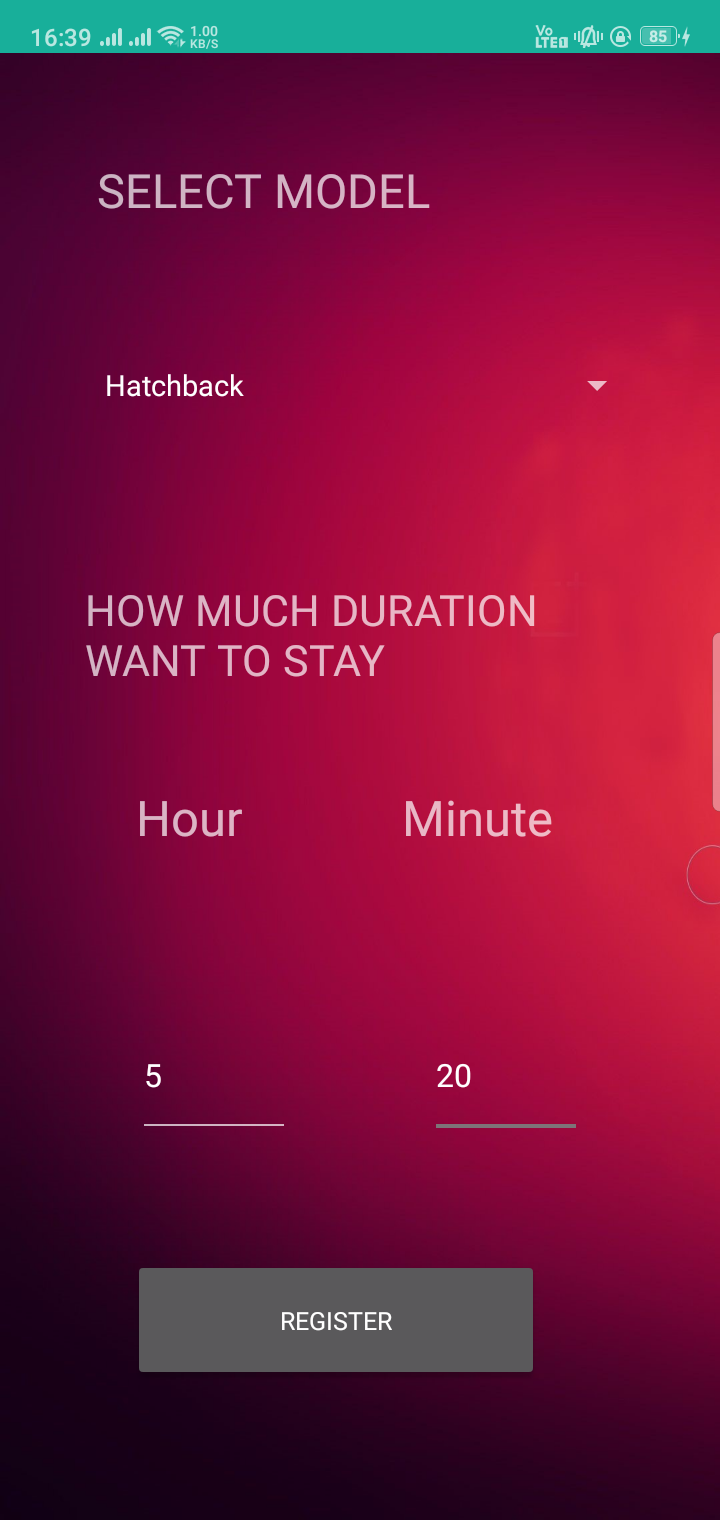 16:39 1.00 KB/S Vo LTE 85
SELECT MODEL
Hatchback
HOW MUCH DURATION
WANT TO STAY
Hour Minute
5 20
REGISTER